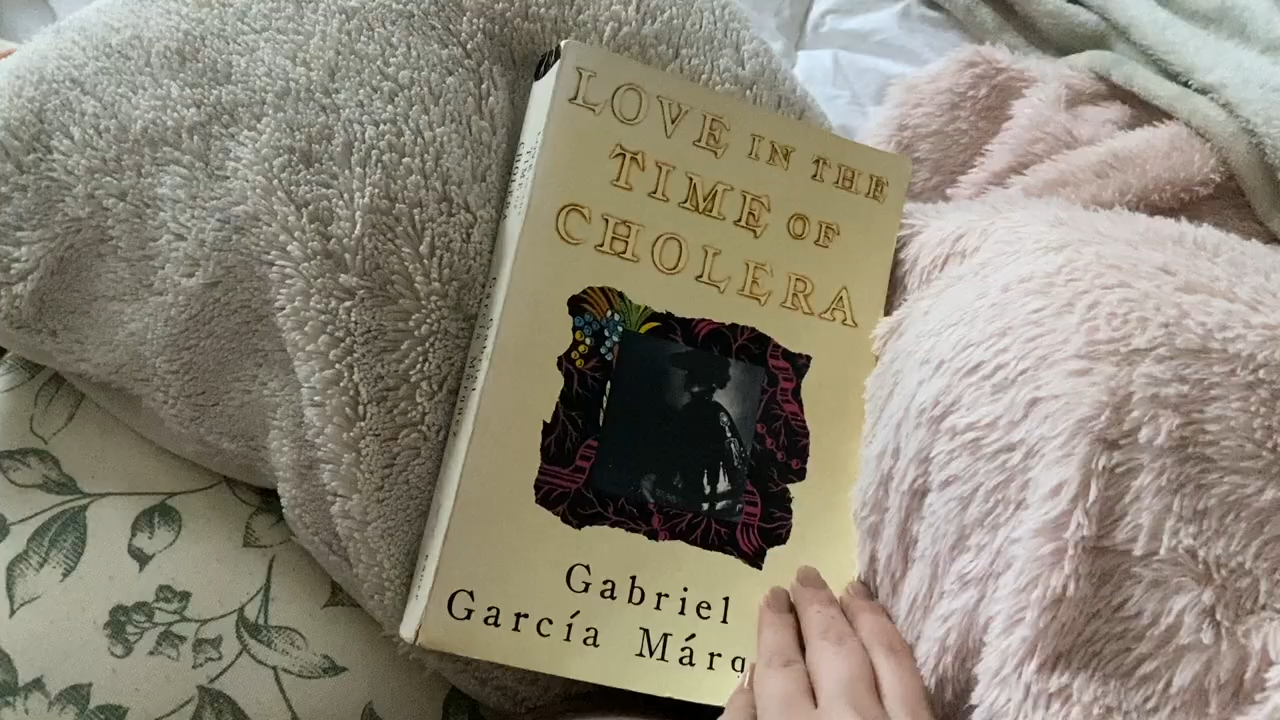 LOVE IN THE
TIME OF
CHOLERA
Gabriel
García Márq